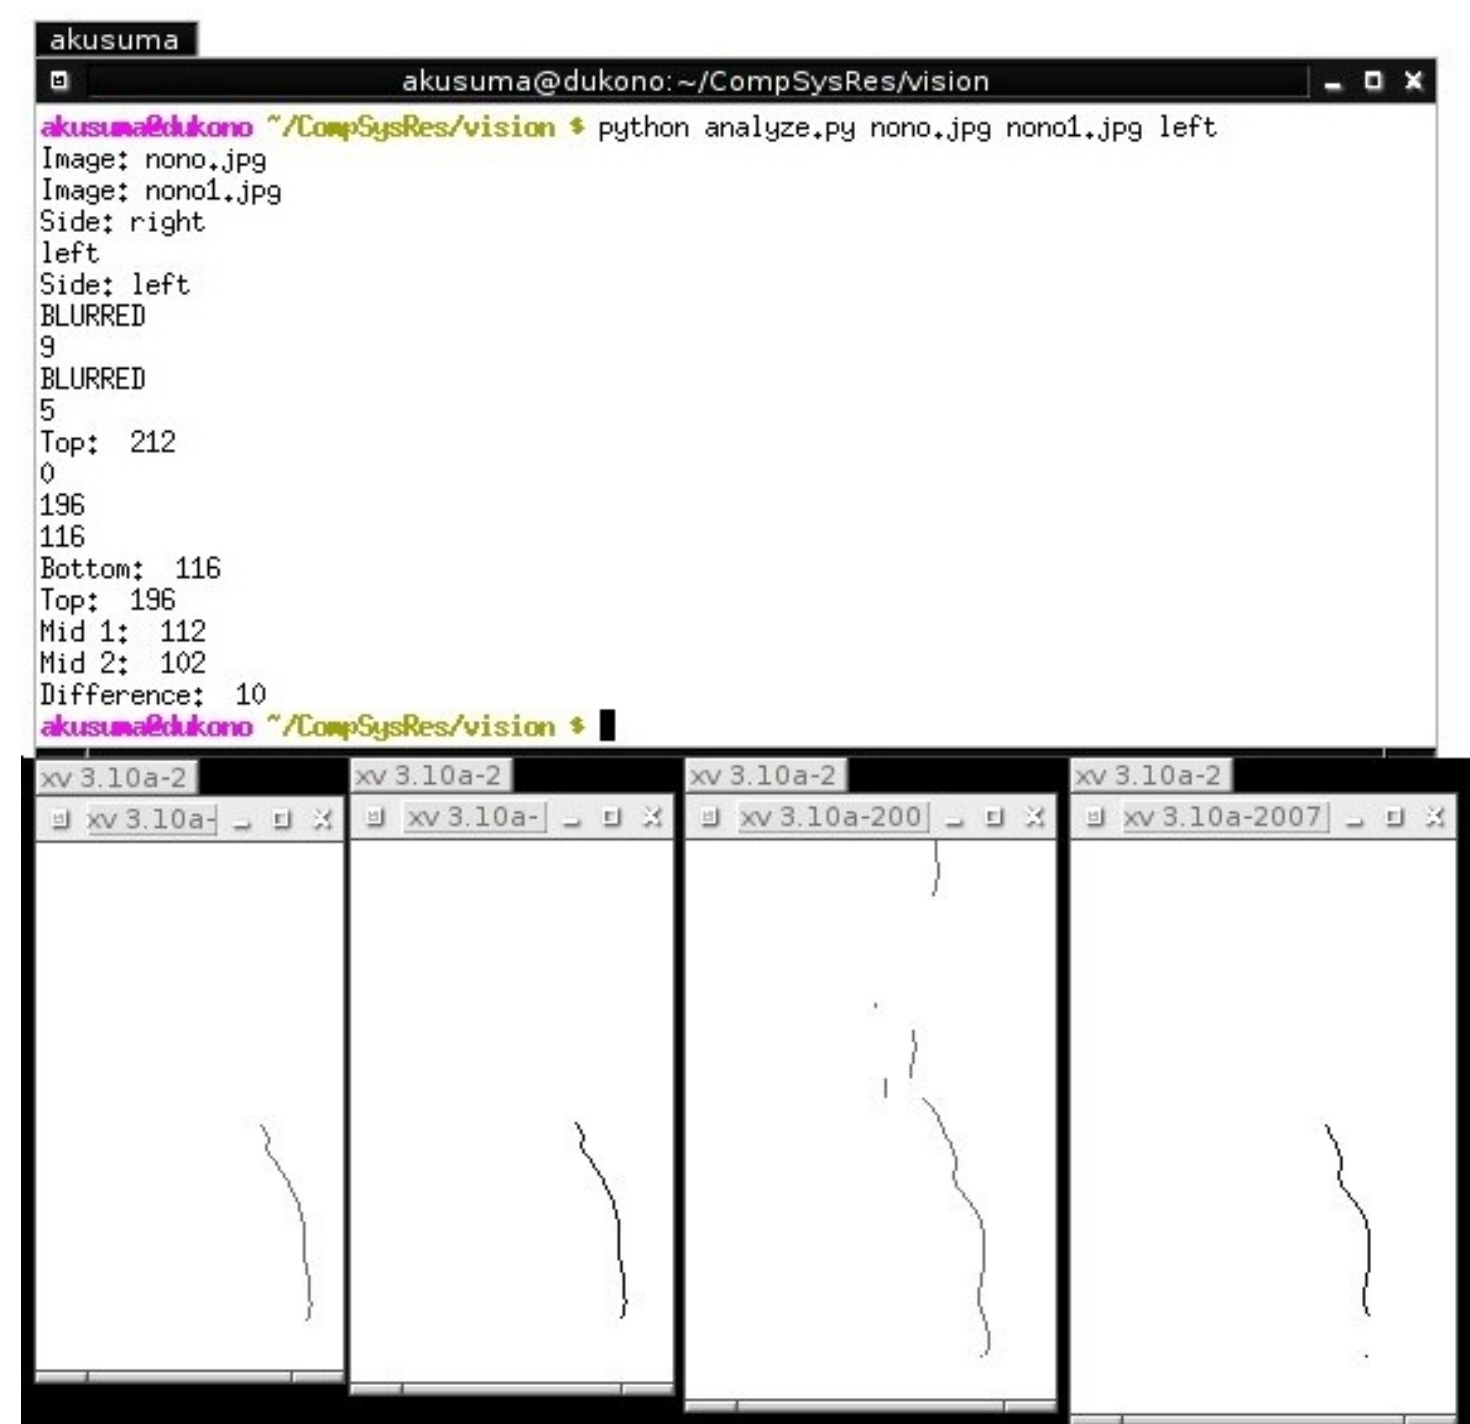 akusuma
akusuma@dukono:~/CompSysRes/vision
akusuma@dukono ~/CompSysRes/vision $ python analyze.py nono.jpg nono1.jpg left
Image: nono.jpg
Image: nono1.jpg
Side: right
left
Side: left
BLURRED
9
BLURRED
5
Top:  212
0
196
116
Bottom:  116
Top:  196
Mid 1:  112
Mid 2:  102
Difference:  10
akusuma@dukono ~/CompSysRes/vision $
xv 3.10a-2 xv 3.10a-2 xv 3.10a-2 xv 3.10a-2
xv 3.10a- xv 3.10a- xv 3.10a-200 xv 3.10a-2007